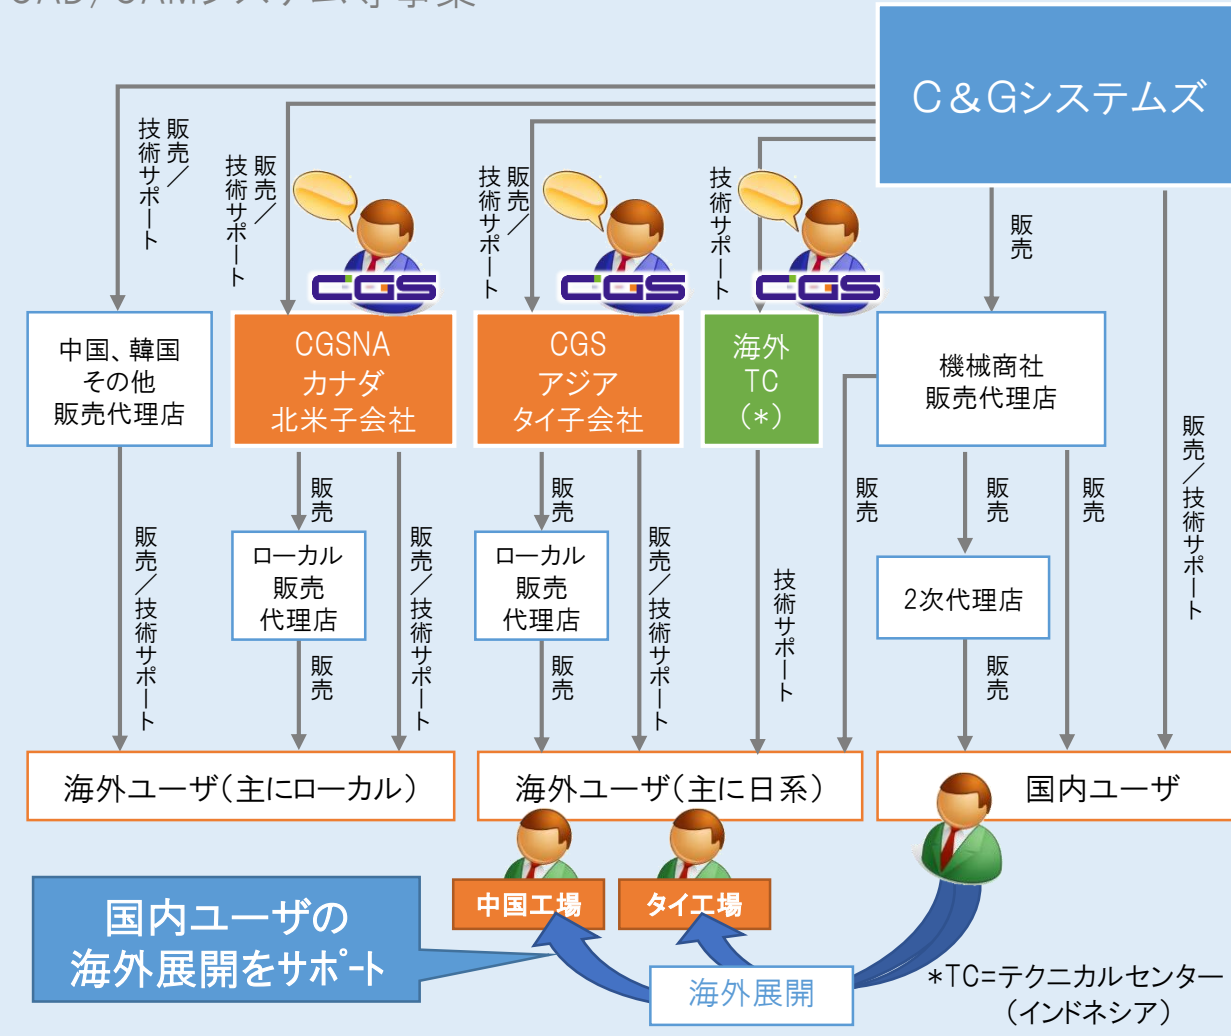 CAD/CAMシステム等事業
C&Gシステムズ
販売／
技術サポート
販売／
技術サポート
販売／
技術サポート
技術サポート
販売
CGS
CGS
CGS
中国、韓国
その他
販売代理店
CGSNA
カナダ
北米子会社
CGS
アジア
タイ子会社
海外
TC
(*)
機械商社
販売代理店
販売／技術サポート
販売
販売／技術サポート
販売
販売／技術サポート
技術サポート
販売
販売
販売
販売／技術サポート
ローカル
販売
代理店
ローカル
販売
代理店
2次代理店
販売
販売
販売
海外ユーザ(主にローカル)
海外ユーザ(主に日系)
国内ユーザ
中国工場
タイ工場
国内ユーザの
海外展開をサポート
海外展開
*TC=テクニカルセンター
(インドネシア)